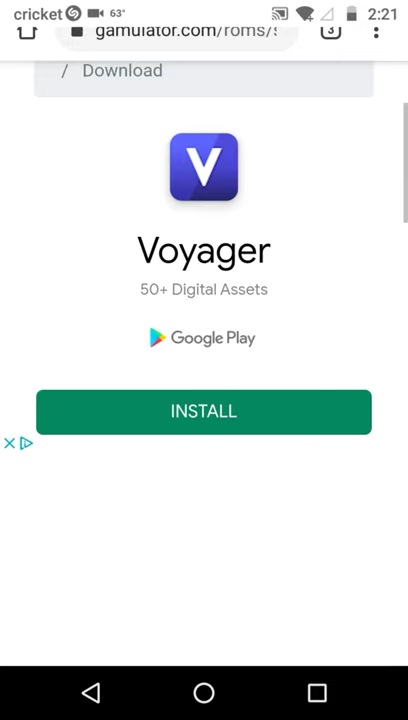 cricket 63° 2:21
gamulator.com/roms/s 3
/ Download
V
Voyager
50+ Digital Assets
Google Play
INSTALL